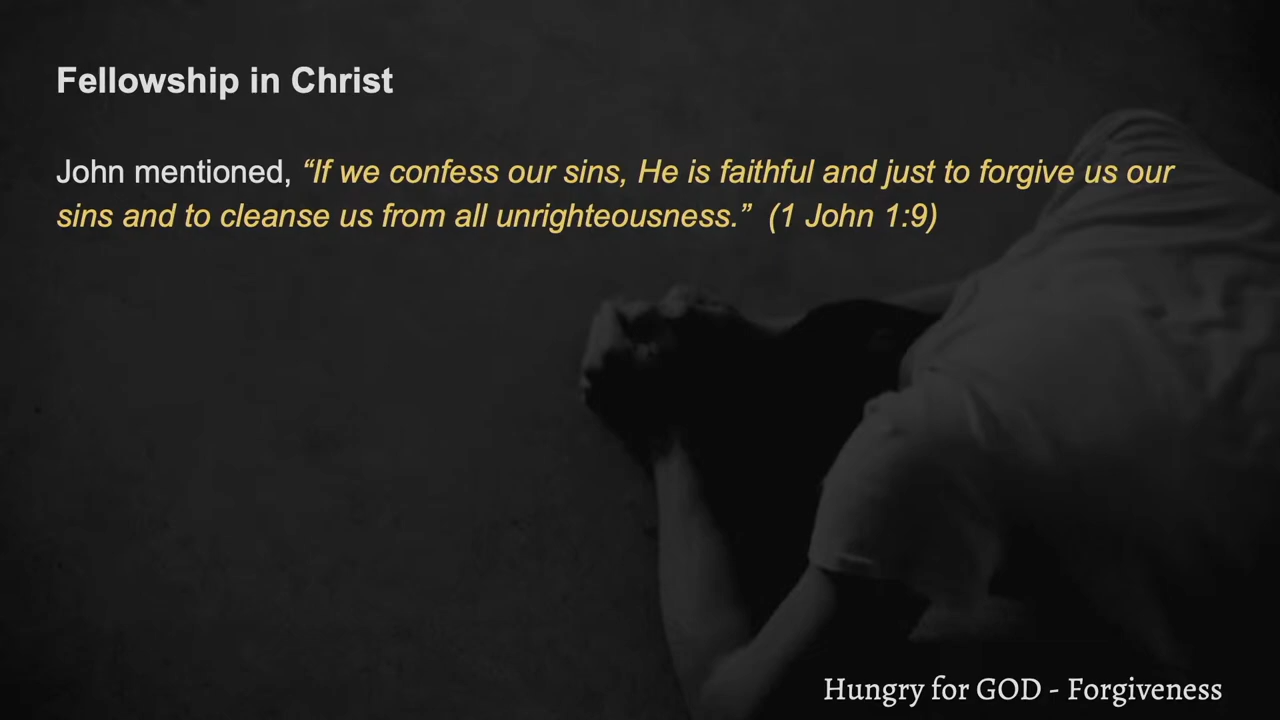 Fellowship in Christ
John mentioned, “If we confess our sins, He is faithful and just to forgive us our
sins and to cleanse us from all unrighteousness.”  (1 John 1:9)
Hungry for GOD - Forgiveness